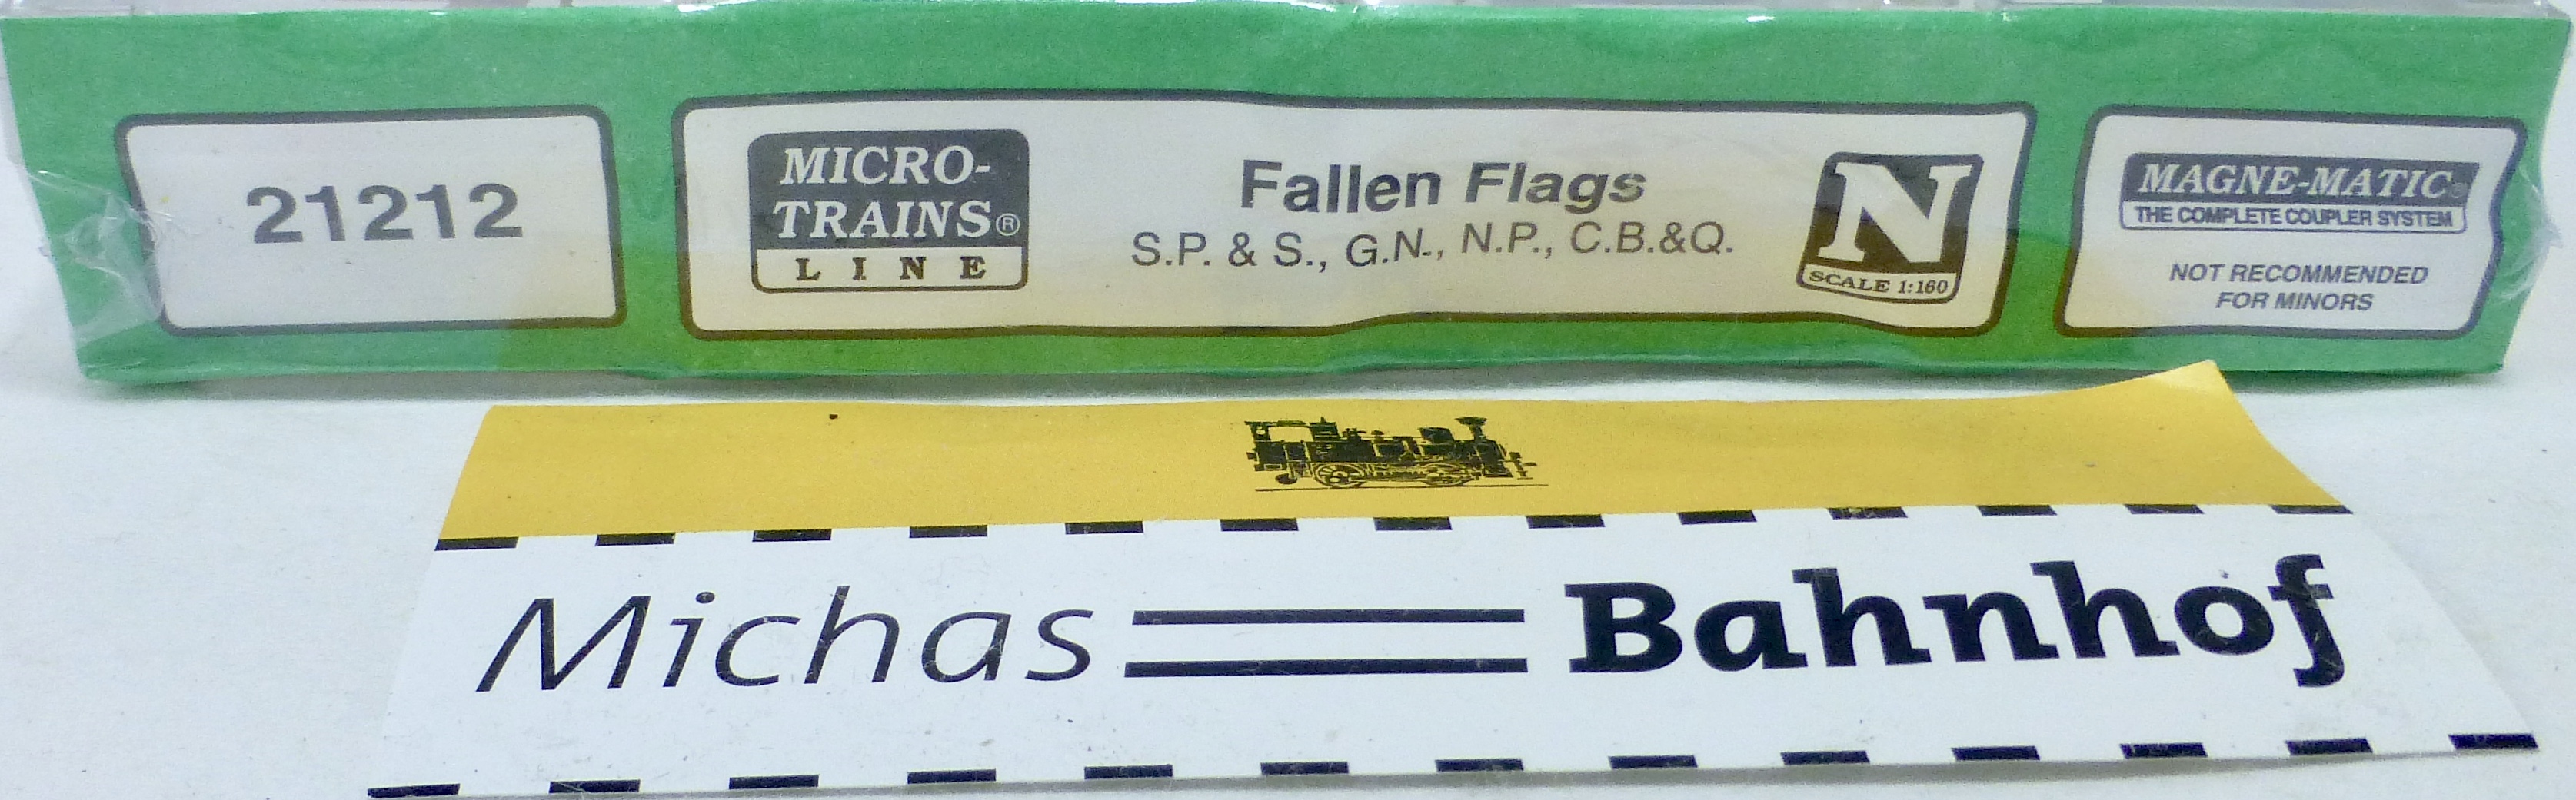 21212
MICRO-
TRAINS®
LINE
Fallen Flags
S.P. & S., G.N., N.P., C.B.&Q.
N
SCALE 1:160
MAGNE-MATIC®
THE COMPLETE COUPLER SYSTEM
NOT RECOMMENDED
FOR MINORS
Michas Bahnhof